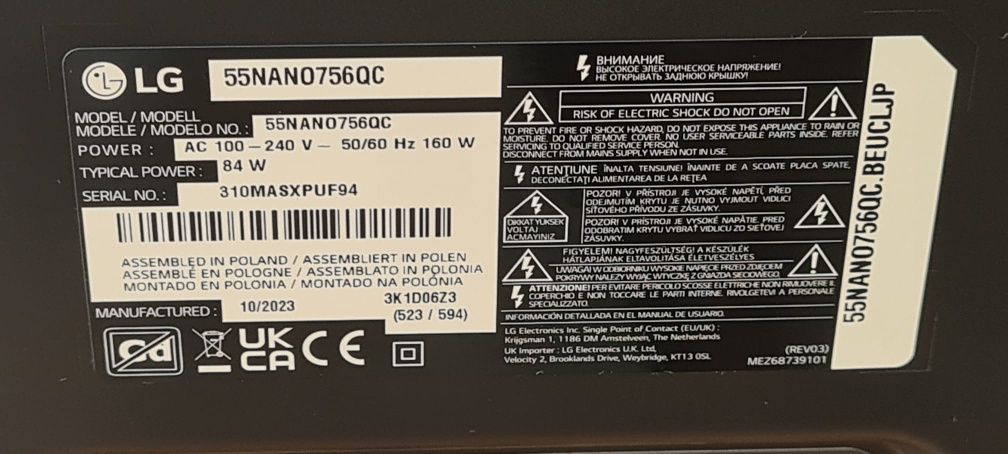 LG
55NANO756QC
MODEL / MODELL
MODELE / MODELO NO. : 55NANO756QC
POWER : AC 100 – 240 V ~ 50/60 Hz 160 W
TYPICAL POWER : 84 W
SERIAL NO. : 310MASXPUF94
ASSEMBLED IN POLAND / ASSEMBLIERT IN POLEN
ASSEMBLÉ EN POLOGNE / ASSEMBLATO IN POLONIA
MONTADO EN POLONIA / MONTADO NA POLÓNIA
MANUFACTURED : 10/2023
3K1D06Z3
(523 / 594)
Cd
UK
CA CE
ВНИМАНИЕ
ВЫСОКОЕ ЭЛЕКТРИЧЕСКОЕ НАПРЯЖЕНИЕ!
НЕ ОТКРЫВАТЬ ЗАДНЮЮ КРЫШКУ!
WARNING
RISK OF ELECTRIC SHOCK DO NOT OPEN
TO PREVENT FIRE OR SHOCK HAZARD, DO NOT EXPOSE THIS APPLIANCE TO RAIN OR
MOISTURE. DO NOT REMOVE COVER. NO USER SERVICEABLE PARTS INSIDE. REFER
SERVICING TO QUALIFIED SERVICE PERSON.
DISCONNECT FROM MAINS SUPPLY WHEN NOT IN USE.
ATENŢIUNE ÎNALTA TENSIUNE! ÎNAINTE DE A SCOATE PLACA SPATE,
DECONECTAŢI ALIMENTAREA DE LA REŢEA
DIKKAT YUKSEK
VOLTAJ
ACMAYINIZ
POZOR! V PŘÍSTROJI JE VYSOKÉ NAPĚTÍ, PŘED
ODEJMUTÍM KRYTU JE NUTNO VYJMOUT VIDLICI
SÍŤOVÉHO PŘÍVODU ZE ZÁSUVKY.
POZOR! V PRÍSTROJI JE VYSOKÉ NAPÄTIE, PRED
ODOBRATÍM KRYTU VYBRAŤ VIDLICU ZO SIEŤOVEJ
ZÁSUVKY.
FIGYELEM! NAGYFESZÜLTSÉG! A KÉSZÜLÉK
HÁTLAPJÁNAK ELTÁVOLÍTÁSA ÉLETVESZÉLYES
UWAGA! W ODBIORNIKU WYSOKIE NAPIĘCIE PRZED ZDJĘCIEM
POKRYWY NALEŻY WYJĄĆ WTYCZKĘ Z GNIAZDA SIECIOWEGO.
ATTENZIONE! PER EVITARE PERICOLO SCOSSE ELETTRICHE NON RIMUOVERE IL
COPERCHIO E NON TOCCARE LE PARTI INTERNE. RIVOLGETEVI A PERSONALE
SPECIALIZZATO.
INFORMACIÓN DETALLADA EN EL MANUAL DE USUARIO.
LG Electronics Inc. Single Point of Contact (EU/UK) :
Krijgsman 1, 1186 DM Amstelveen, The Netherlands
UK Importer : LG Electronics U.K. Ltd,
Velocity 2, Brooklands Drive, Weybridge, KT13 0SL
(REV03)
MEZ68739101
55NANO756QC.BEUCLJP